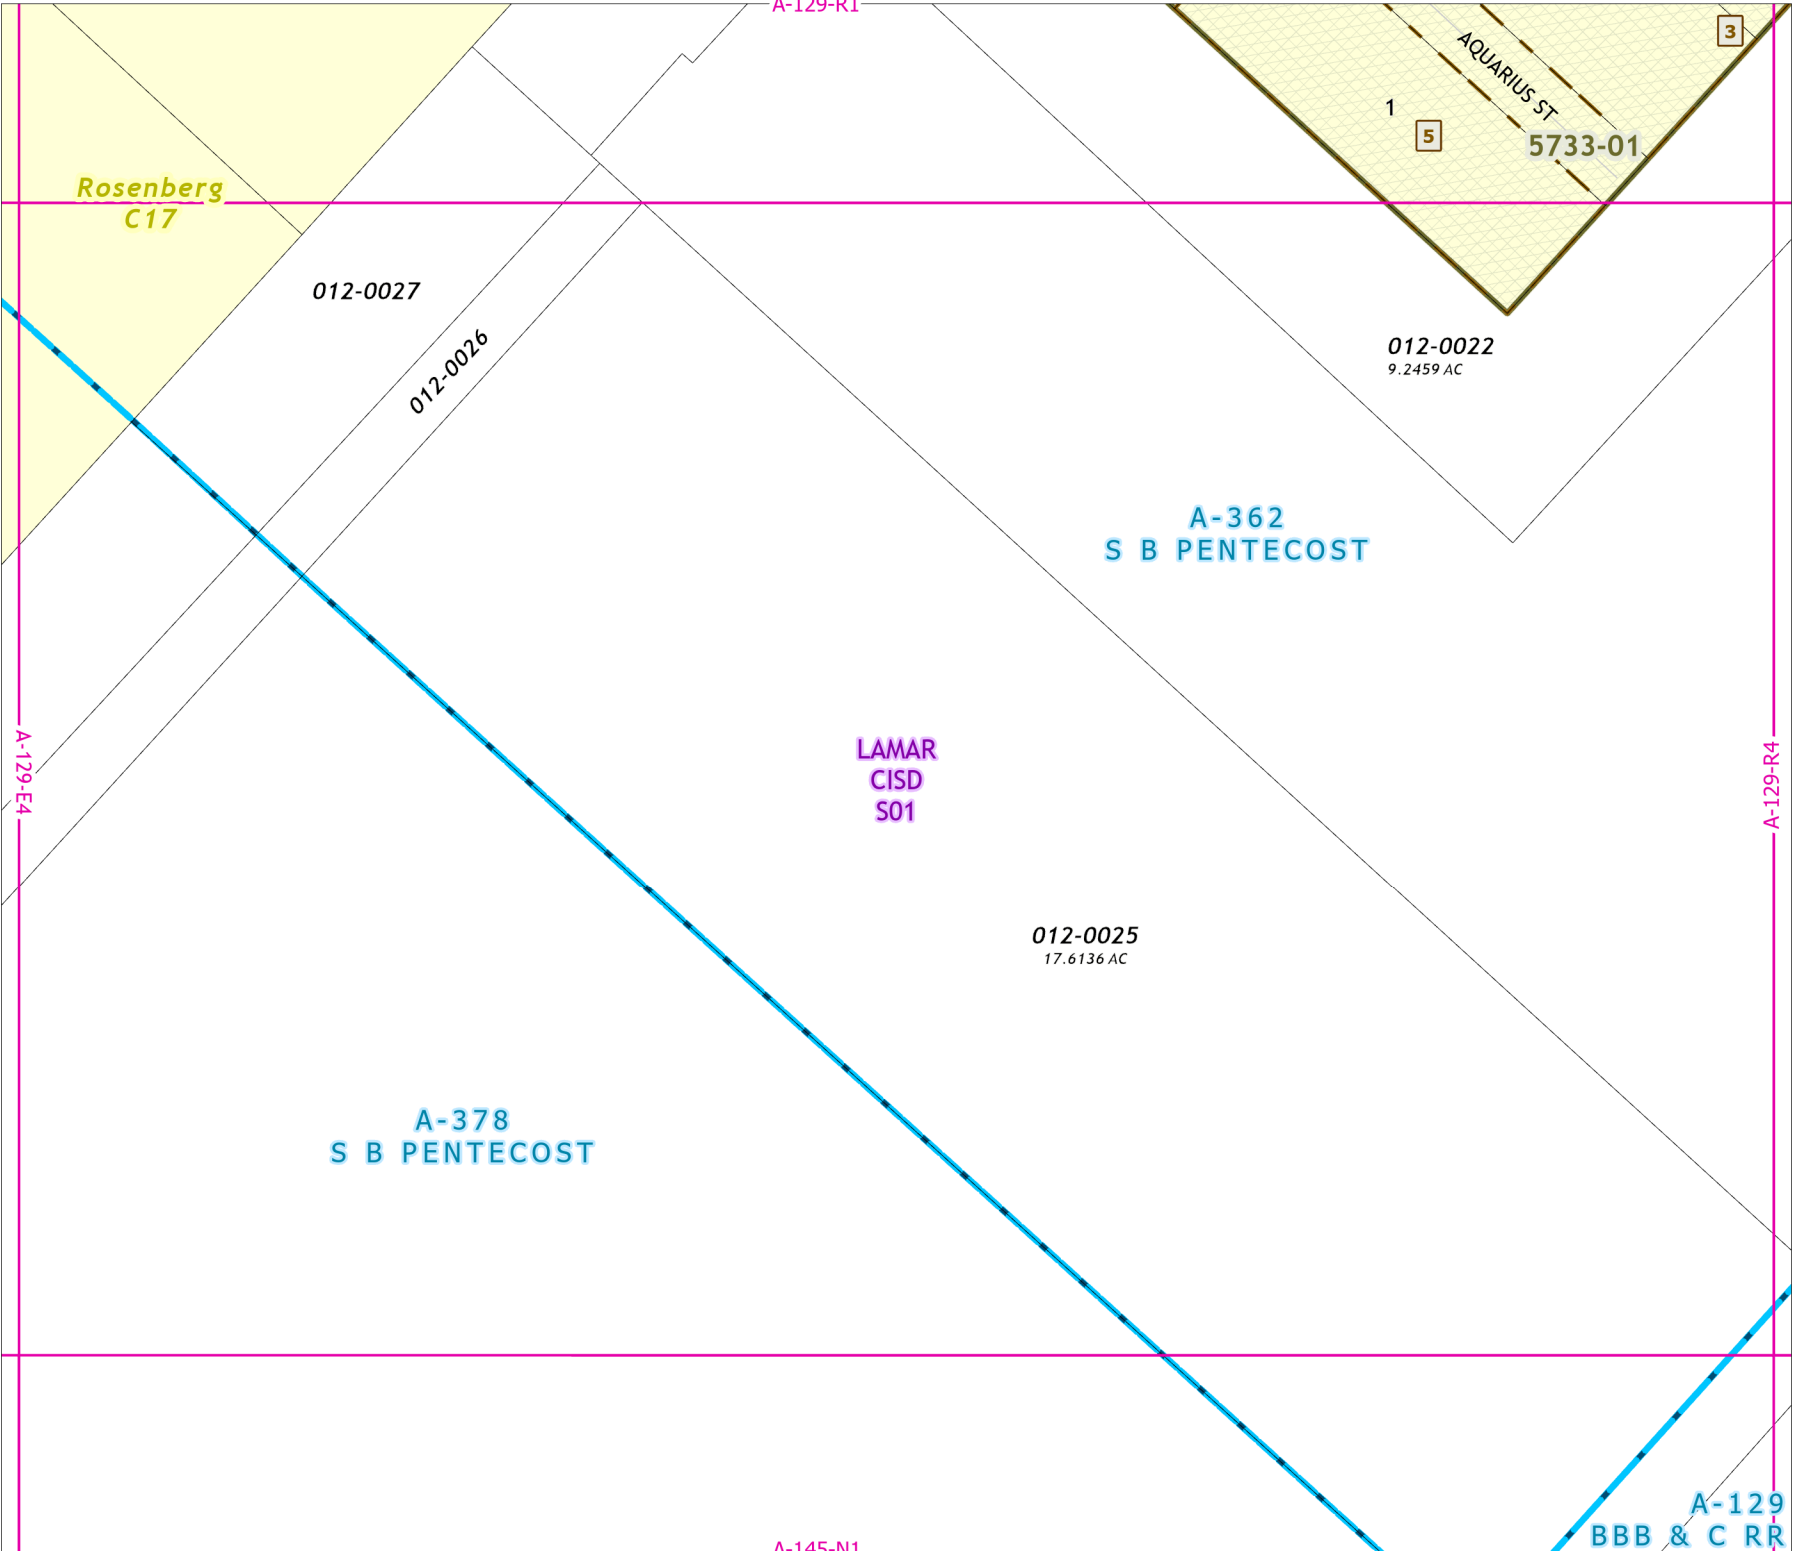 A-129-R1
3
AQUARIUS ST
1
5
5733-01
Rosenberg
C17
012-0027
012-0026
012-0022
9.2459 AC
A-362
S B PENTECOST
A-129-E4
LAMAR
CISD
S01
A-129-R4
012-0025
17.6136 AC
A-378
S B PENTECOST
A-129
BBB & C RR
A-145-N1